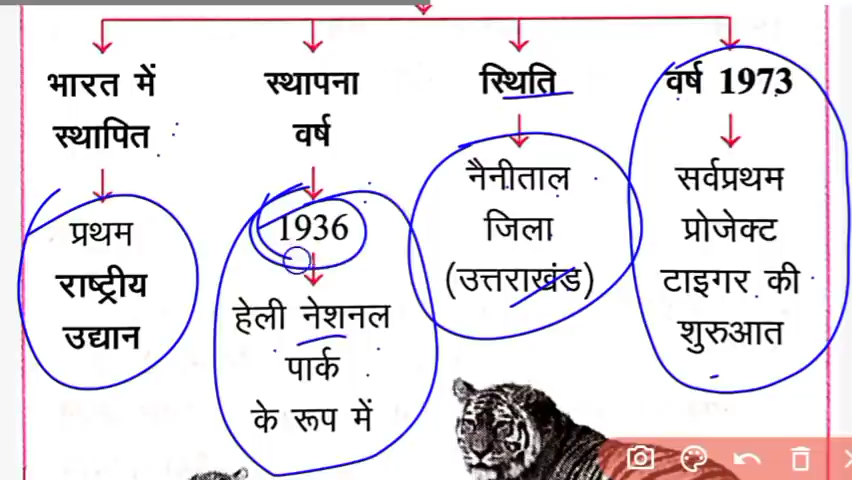 भारत में
स्थापित
प्रथम
राष्ट्रीय
उद्यान
स्थापना
वर्ष
1936
हेली नेशनल
पार्क
के रूप में
स्थिति
नैनीताल
जिला
(उत्तराखंड)
वर्ष 1973
सर्वप्रथम
प्रोजेक्ट
टाइगर की
शुरुआत